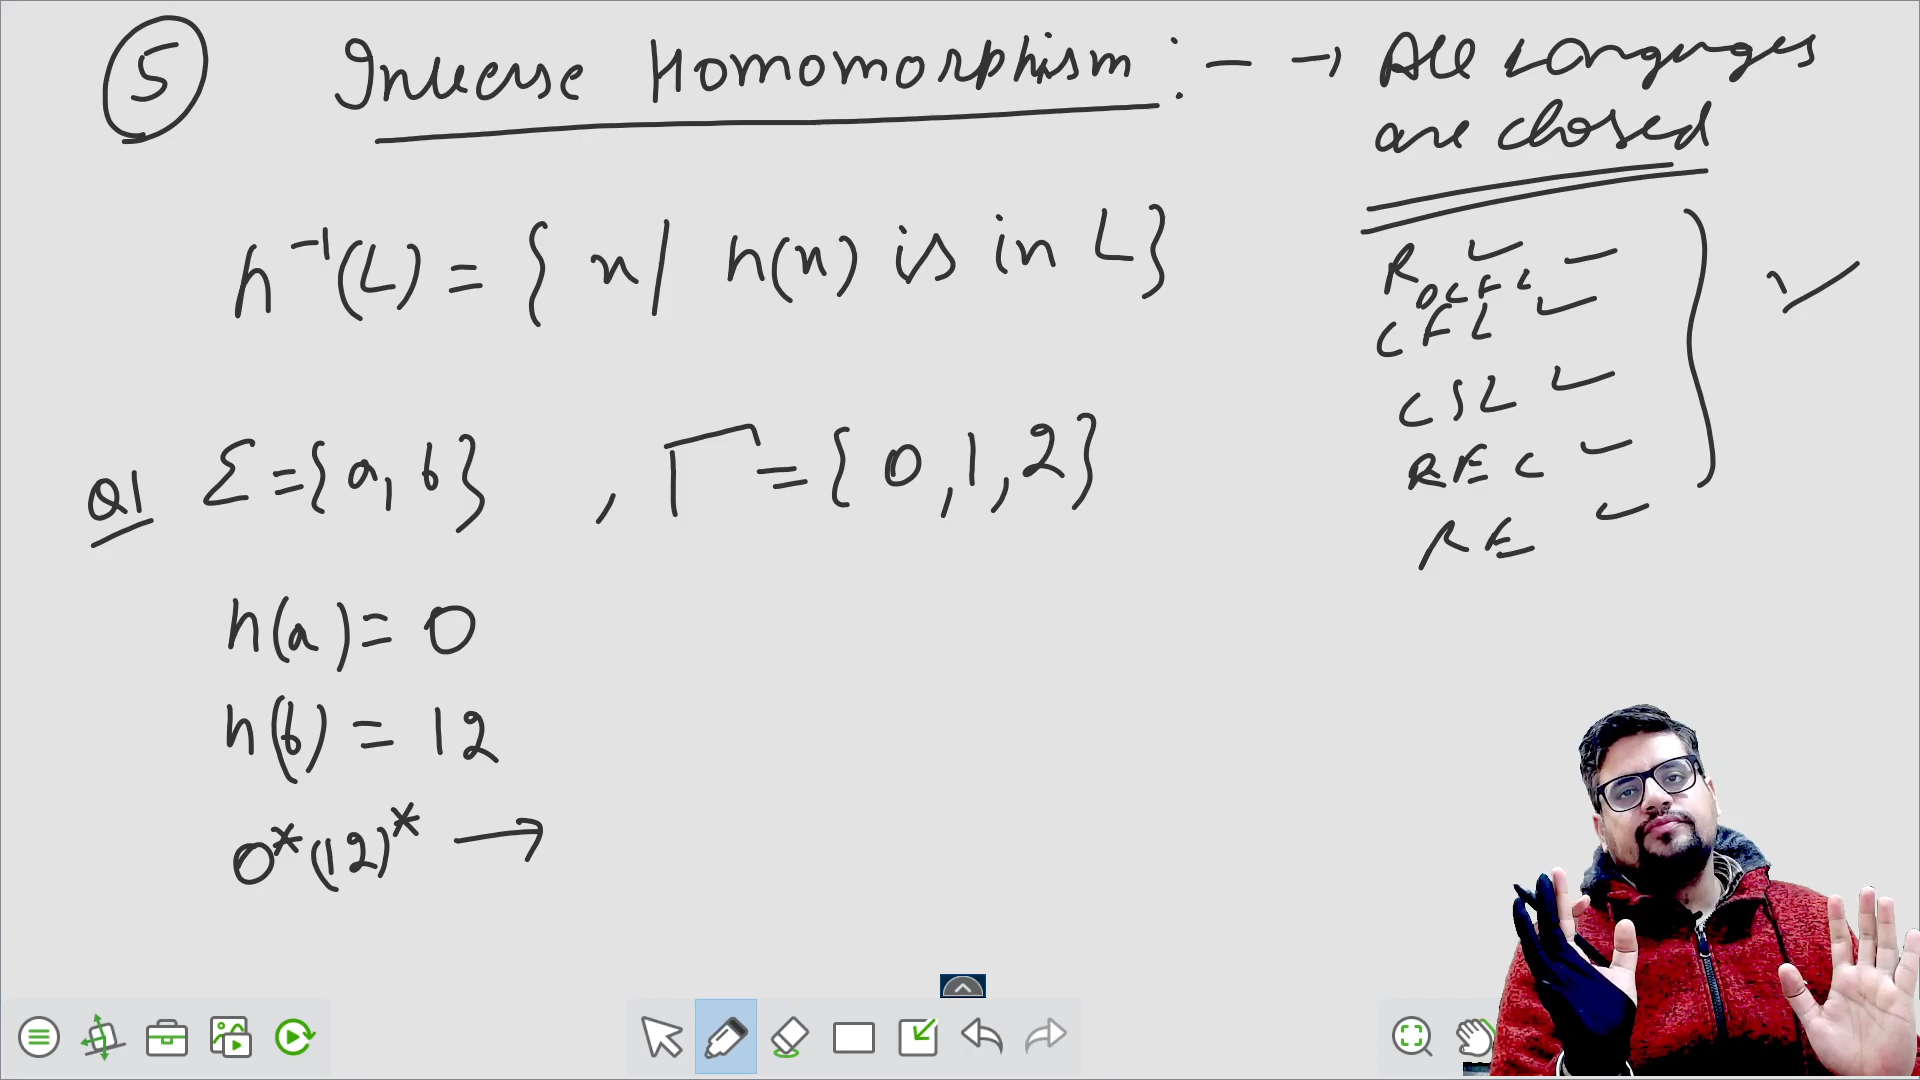 5 Inverse Homomorphism :- → All Languages
are closed
h⁻¹(L) = { x / h(x) is in L }
R ✓
DCFL
CFL ✓
CSL ✓
REC ✓
RE ✓
Q1 Σ = {a, b} , Γ = { 0, 1, 2 }
h(a) = 0
h(b) = 12
0*(12)* →